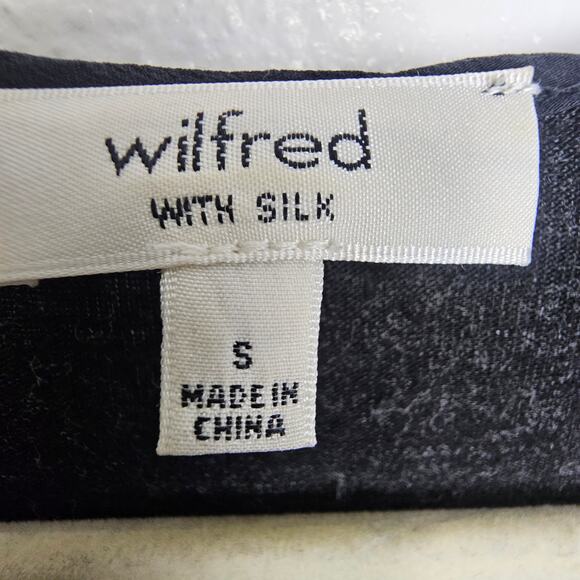 wilfred
WITH SILK
S
MADE IN
CHINA